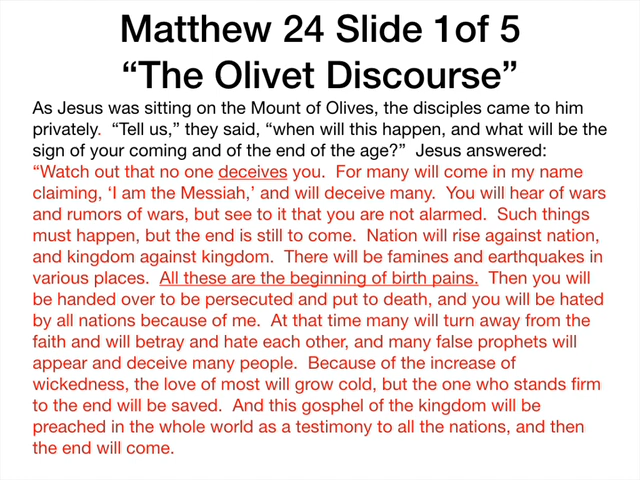 Matthew 24 Slide 1of 5
“The Olivet Discourse”
As Jesus was sitting on the Mount of Olives, the disciples came to him
privately.  “Tell us,” they said, “when will this happen, and what will be the
sign of your coming and of the end of the age?”  Jesus answered:
“Watch out that no one deceives you.  For many will come in my name
claiming, ‘I am the Messiah,’ and will deceive many.  You will hear of wars
and rumors of wars, but see to it that you are not alarmed.  Such things
must happen, but the end is still to come.  Nation will rise against nation,
and kingdom against kingdom.  There will be famines and earthquakes in
various places.  All these are the beginning of birth pains.  Then you will
be handed over to be persecuted and put to death, and you will be hated
by all nations because of me.  At that time many will turn away from the
faith and will betray and hate each other, and many false prophets will
appear and deceive many people.  Because of the increase of
wickedness, the love of most will grow cold, but the one who stands firm
to the end will be saved.  And this gosphel of the kingdom will be
preached in the whole world as a testimony to all the nations, and then
the end will come.